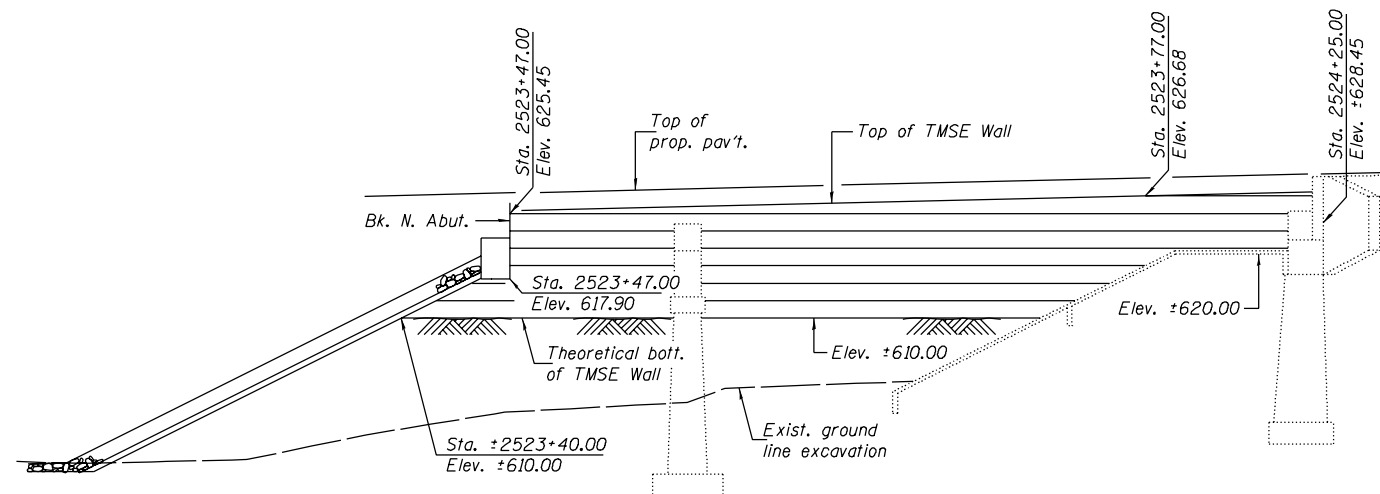 Sta. 2523+47.00
Elev. 625.45
Top of
prop. pav't.
Top of TMSE Wall
Sta. 2523+77.00
Elev. 626.68
Sta. 2524+25.00
Elev. ±628.45
Bk. N. Abut.
Sta. 2523+47.00
Elev. 617.90
Elev. ±620.00
Theoretical bott.
of TMSE Wall
Elev. ±610.00
Sta. ±2523+40.00
Elev. ±610.00
Exist. ground
line excavation